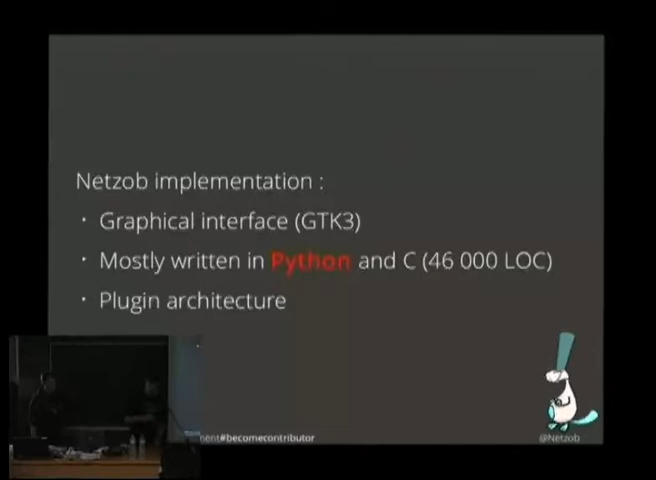 Netzob implementation :
· Graphical interface (GTK3)
· Mostly written in Python and C (46 000 LOC)
· Plugin architecture
#becomecontributor
@Netzob